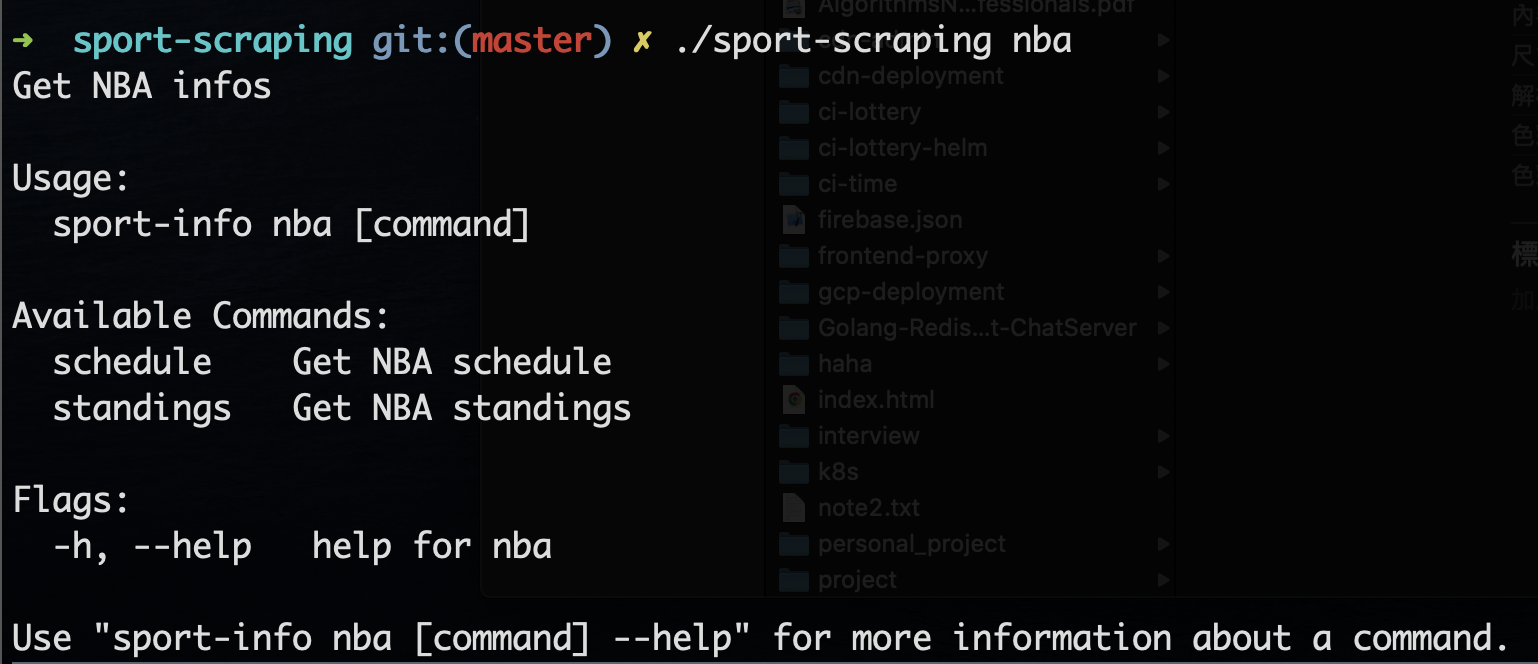 ➜ sport-scraping git:(master) ✗ ./sport-scraping nba
Get NBA infos
Usage:
sport-info nba [command]
Available Commands:
schedule Get NBA schedule
standings Get NBA standings
Flags:
-h, --help help for nba
Use "sport-info nba [command] --help" for more information about a command.
AlgorithmsN...fessionals.pdf
cdn-deployment
ci-lottery
ci-lottery-helm
ci-time
firebase.json
frontend-proxy
gcp-deployment
Golang-Redis...t-ChatServer
haha
index.html
interview
k8s
note2.txt
personal_project
project
內
尺
解
色
色
標
加